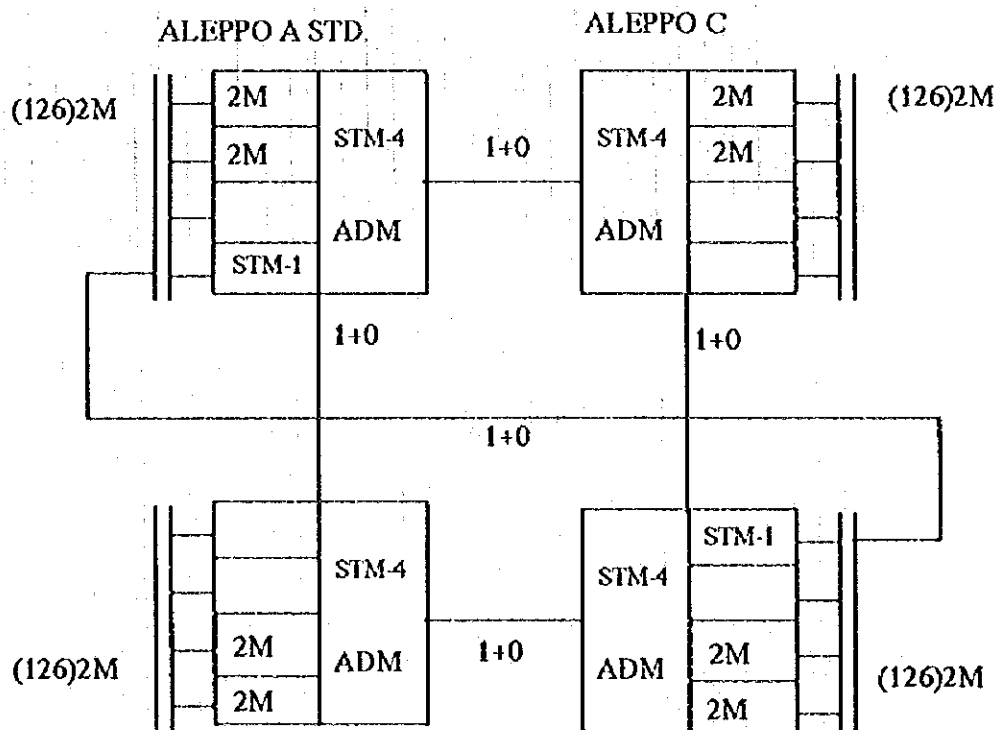 ALEPPO A STD.
ALEPPO C
(126)2M
2M
2M
STM-4
ADM
STM-1
1+0
STM-4
ADM
2M
2M
(126)2M
1+0
1+0
1+0
(126)2M
2M
2M
STM-4
ADM
1+0
STM-4
ADM
STM-1
2M
2M
(126)2M